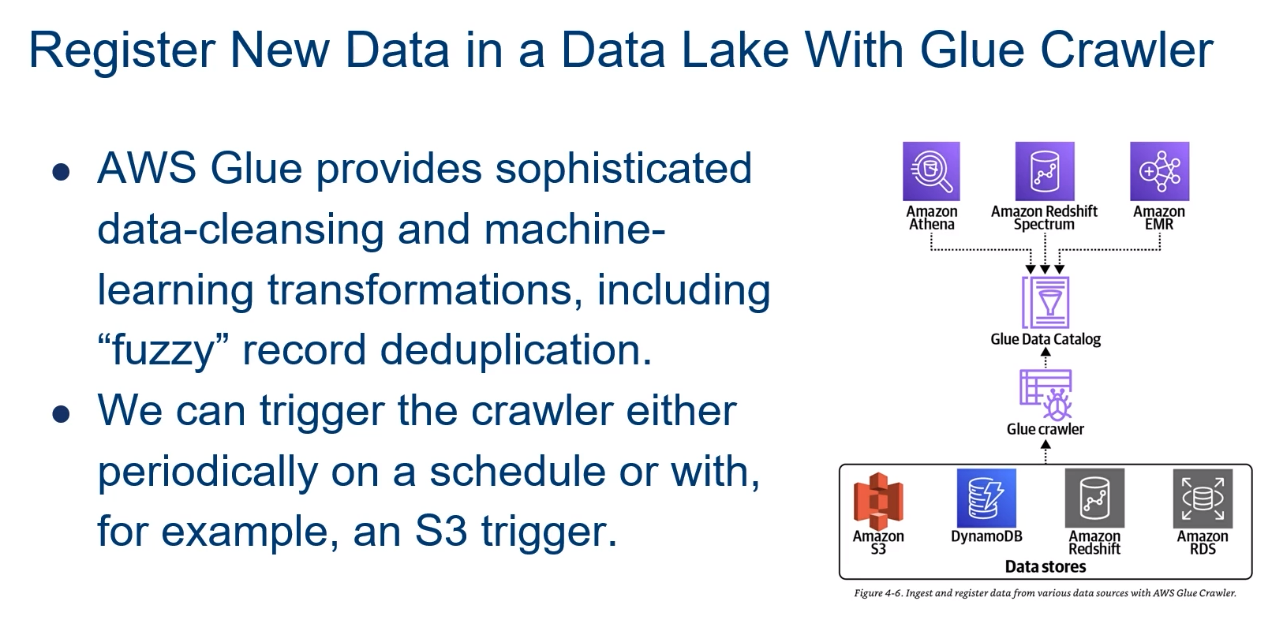 Register New Data in a Data Lake With Glue Crawler
● AWS Glue provides sophisticated
data-cleansing and machine-
learning transformations, including
“fuzzy” record deduplication.
● We can trigger the crawler either
periodically on a schedule or with,
for example, an S3 trigger.
Amazon
Athena
Amazon Redshift
Spectrum
Amazon
EMR
Glue Data Catalog
Glue crawler
Amazon
S3
DynamoDB
Amazon
Redshift
Amazon
RDS
Data stores
Figure 4-6. Ingest and register data from various data sources with AWS Glue Crawler.